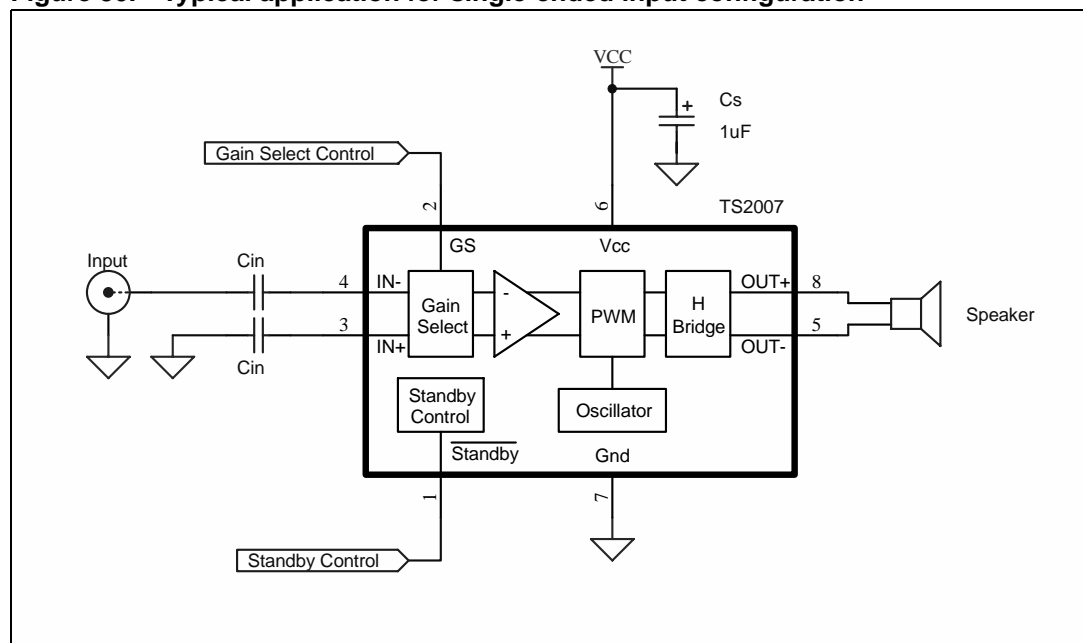 VCC
+ Cs
1uF
Gain Select Control
2
6
TS2007
GS
Vcc
Input
Cin
4
IN-
Gain
Select
-
+
PWM
H
Bridge
OUT+
8
3
IN+
OUT-
5
Speaker
Cin
Standby
Control
Oscillator
Standby
Gnd
1
7
Standby Control